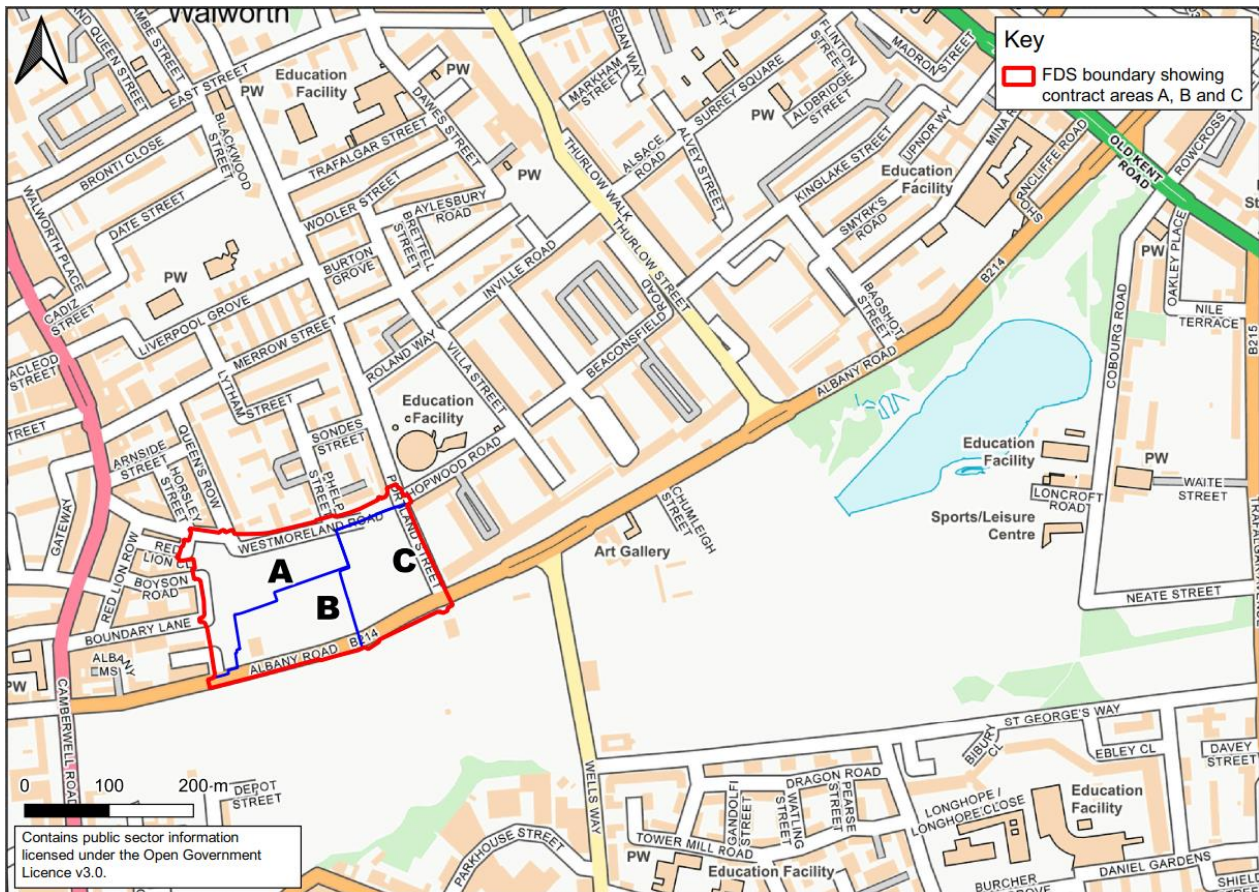 Walworth
Key
FDS boundary showing
contract areas A, B and C
EAST STREET
PW
Education
Facility
PW
BLACKWOOD
STREET
BRONTI CLOSE
WALWORTH PLACE
DATE STREET
TRAFALGAR STREET
DAWES STREET
WOOLER STREET
AYLESBURY
ROAD
BRETTELL
STREET
PW
BURTON
GROVE
INVILLE ROAD
PW
CADIZ
STREET
LIVERPOOL GROVE
MERROW STREET
ROLAND WAY
VILLA STREET
LYTHAM
STREET
SONDES
STREET
PHELP
STREET
Education
Facility
HOPWOOD ROAD
PORTLAND STREET
ARNSIDE
STREET
HORSLEY
STREET
QUEEN'S ROW
GATEWAY
WESTMORELAND ROAD
RED
LION CL
RED LION ROW
BOYSON
ROAD
BOUNDARY LANE
ALBANY
MS
PW
CAMBERWELL ROAD
A
B
C
ALBANY ROAD
B214
SEDAN WAY
MARKHAM
STREET
SURREY SQUARE
FLINTON
STREET
ALDBRIDGE
STREET
MADRON
STREET
PW
ALSACE
ROAD
ALVEY STREET
THURLOW WALK
THURLOW STREET
KINGLAKE STREET
UPNOR WY
Education
Facility
SMYRK'S
ROAD
BAGSHOT
STREET
BEACONSFIELD
ROAD
OLD KENT
ROAD
ROWCROSS
B214
ALBANY ROAD
PW
OAKLEY PLACE
NILE
TERRACE
B215
COBOURG ROAD
Education
Facility
LONCROFT
ROAD
PW
WAITE
STREET
Sports/Leisure
Centre
NEATE STREET
CHUMLEIGH
STREET
Art Gallery
WELLS WAY
ST GEORGE'S WAY
BIBURY
CL
EBLEY CL
DAVEY
STREET
DRAGON ROAD
GANDOLFI
STREET
WATLING
STREET
PEARSE
STREET
LONGHOPE /
LONGHOPE/CLOSE
Education
Facility
TOWER MILL ROAD
PW
Education Facility
DANIEL GARDENS
BURCHER
PARKHOUSE STREET
DEPOT
STREET
0 100 200 m
Contains public sector information
licensed under the Open Government
Licence v3.0.